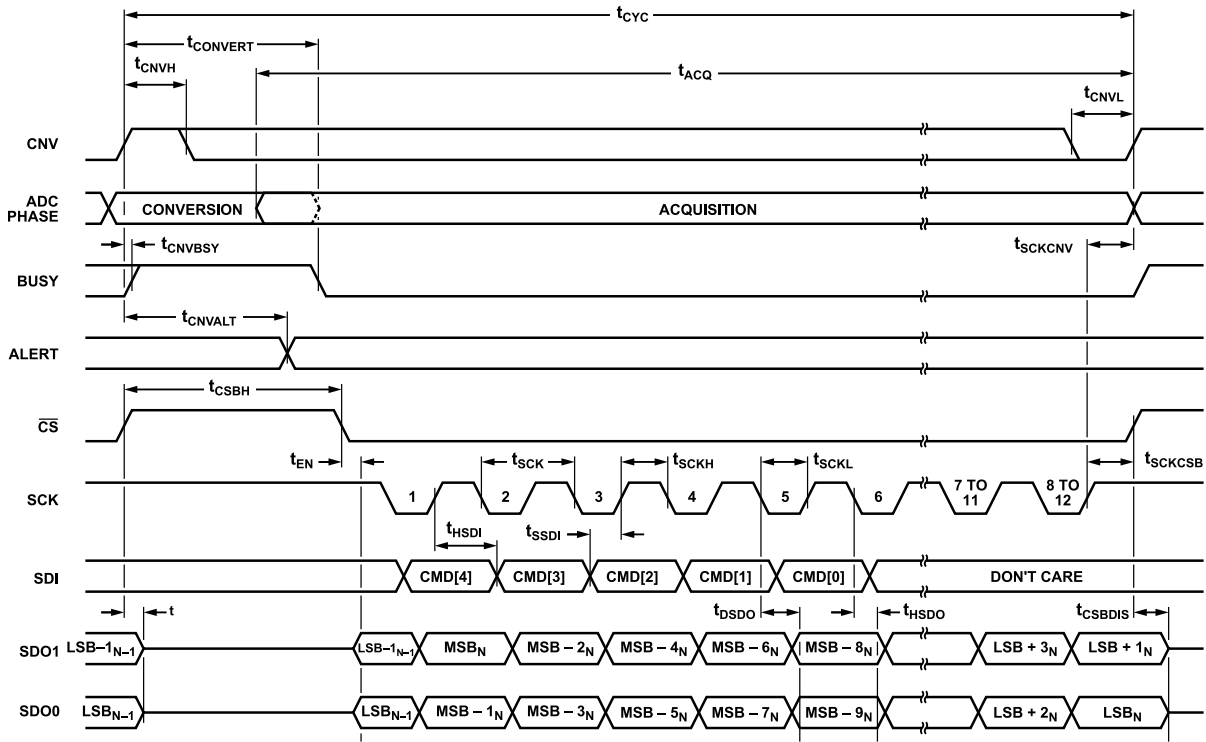 tCYC
tCONVERT
tCNVH
tACQ
tCNVL
CNV
ADC
PHASE
CONVERSION
ACQUISITION
tCNVBSY
tSCKCNV
BUSY
tCNVALT
ALERT
tCSBH
CS
tEN
tSCK
tSCKH
tSCKL
tSCKCSB
SCK
1
2
3
4
5
6
7 TO
11
8 TO
12
tHSDI
tSSDI
SDI
CMD[4]
CMD[3]
CMD[2]
CMD[1]
CMD[0]
DON'T CARE
t
tDSDO
tHSDO
tCSBDIS
SDO1
LSB–1N–1
LSB–1N–1
MSBN
MSB – 2N
MSB – 4N
MSB – 6N
MSB – 8N
LSB + 3N
LSB + 1N
SDO0
LSBN–1
LSBN–1
MSB – 1N
MSB – 3N
MSB – 5N
MSB – 7N
MSB – 9N
LSB + 2N
LSBN